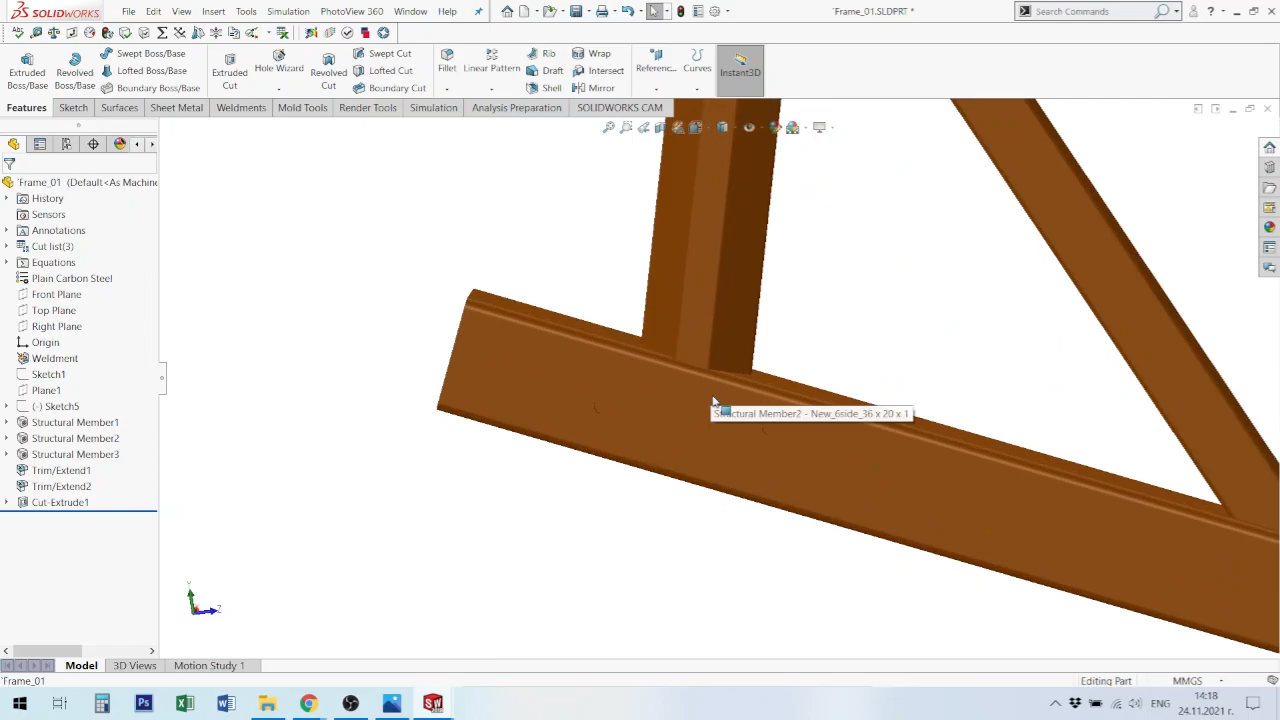 SOLIDWORKS File Edit View Insert Tools Simulation PhotoView 360 Window Help `Frame_01.SLDPRT * Search Commands
Extruded Boss/Base
Revolved Boss/Base
Swept Boss/Base
Lofted Boss/Base
Boundary Boss/Base
Extruded Cut
Hole Wizard
Revolved Cut
Swept Cut
Lofted Cut
Boundary Cut
Fillet
Linear Pattern
Rib
Draft
Shell
Wrap
Intersect
Mirror
Referenc...
Curves
Instant3D
Features Sketch Surfaces Sheet Metal Weldments Mold Tools Render Tools Simulation Analysis Preparation SOLIDWORKS CAM
`Frame_01 (Default<As Machine
History
Sensors
Annotations
Cut list(3)
Equations
Plain Carbon Steel
Front Plane
Top Plane
Right Plane
Origin
Weldment
Sketch1
Plane1
(-) Sketch5
Structural Member1
Structural Member2
Structural Member3
Trim/Extend1
Trim/Extend2
Cut-Extrude1
Structural Member2 - New_6side_36 x 20 x 1
Y
Z
Model 3D Views Motion Study 1
`Frame_01 Editing Part MMGS
ENG
14:18
24.11.2021 г.